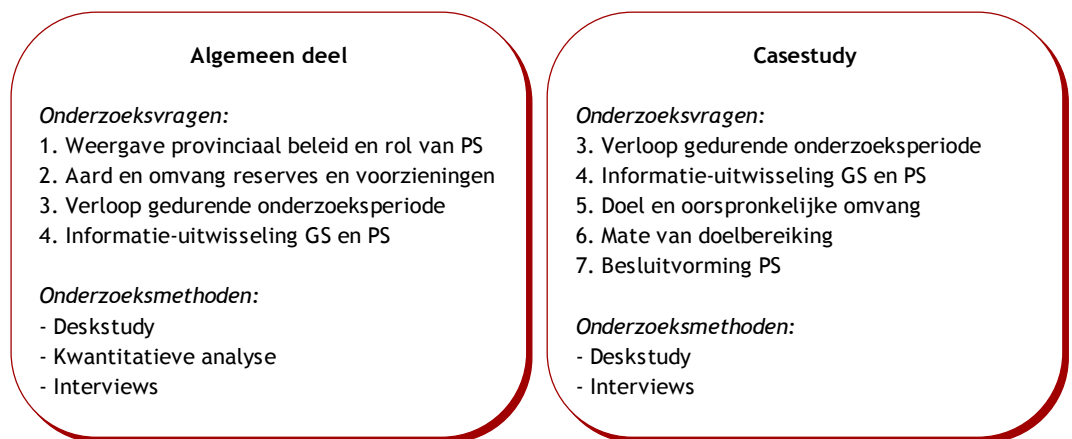 Algemeen deel
Onderzoeksvragen:
1. Weergave provinciaal beleid en rol van PS
2. Aard en omvang reserves en voorzieningen
3. Verloop gedurende onderzoeksperiode
4. Informatie-uitwisseling GS en PS
Onderzoeksmethoden:
- Deskstudy
- Kwantitatieve analyse
- Interviews
Casestudy
Onderzoeksvragen:
3. Verloop gedurende onderzoeksperiode
4. Informatie-uitwisseling GS en PS
5. Doel en oorspronkelijke omvang
6. Mate van doelbereiking
7. Besluitvorming PS
Onderzoeksmethoden:
- Deskstudy
- Interviews